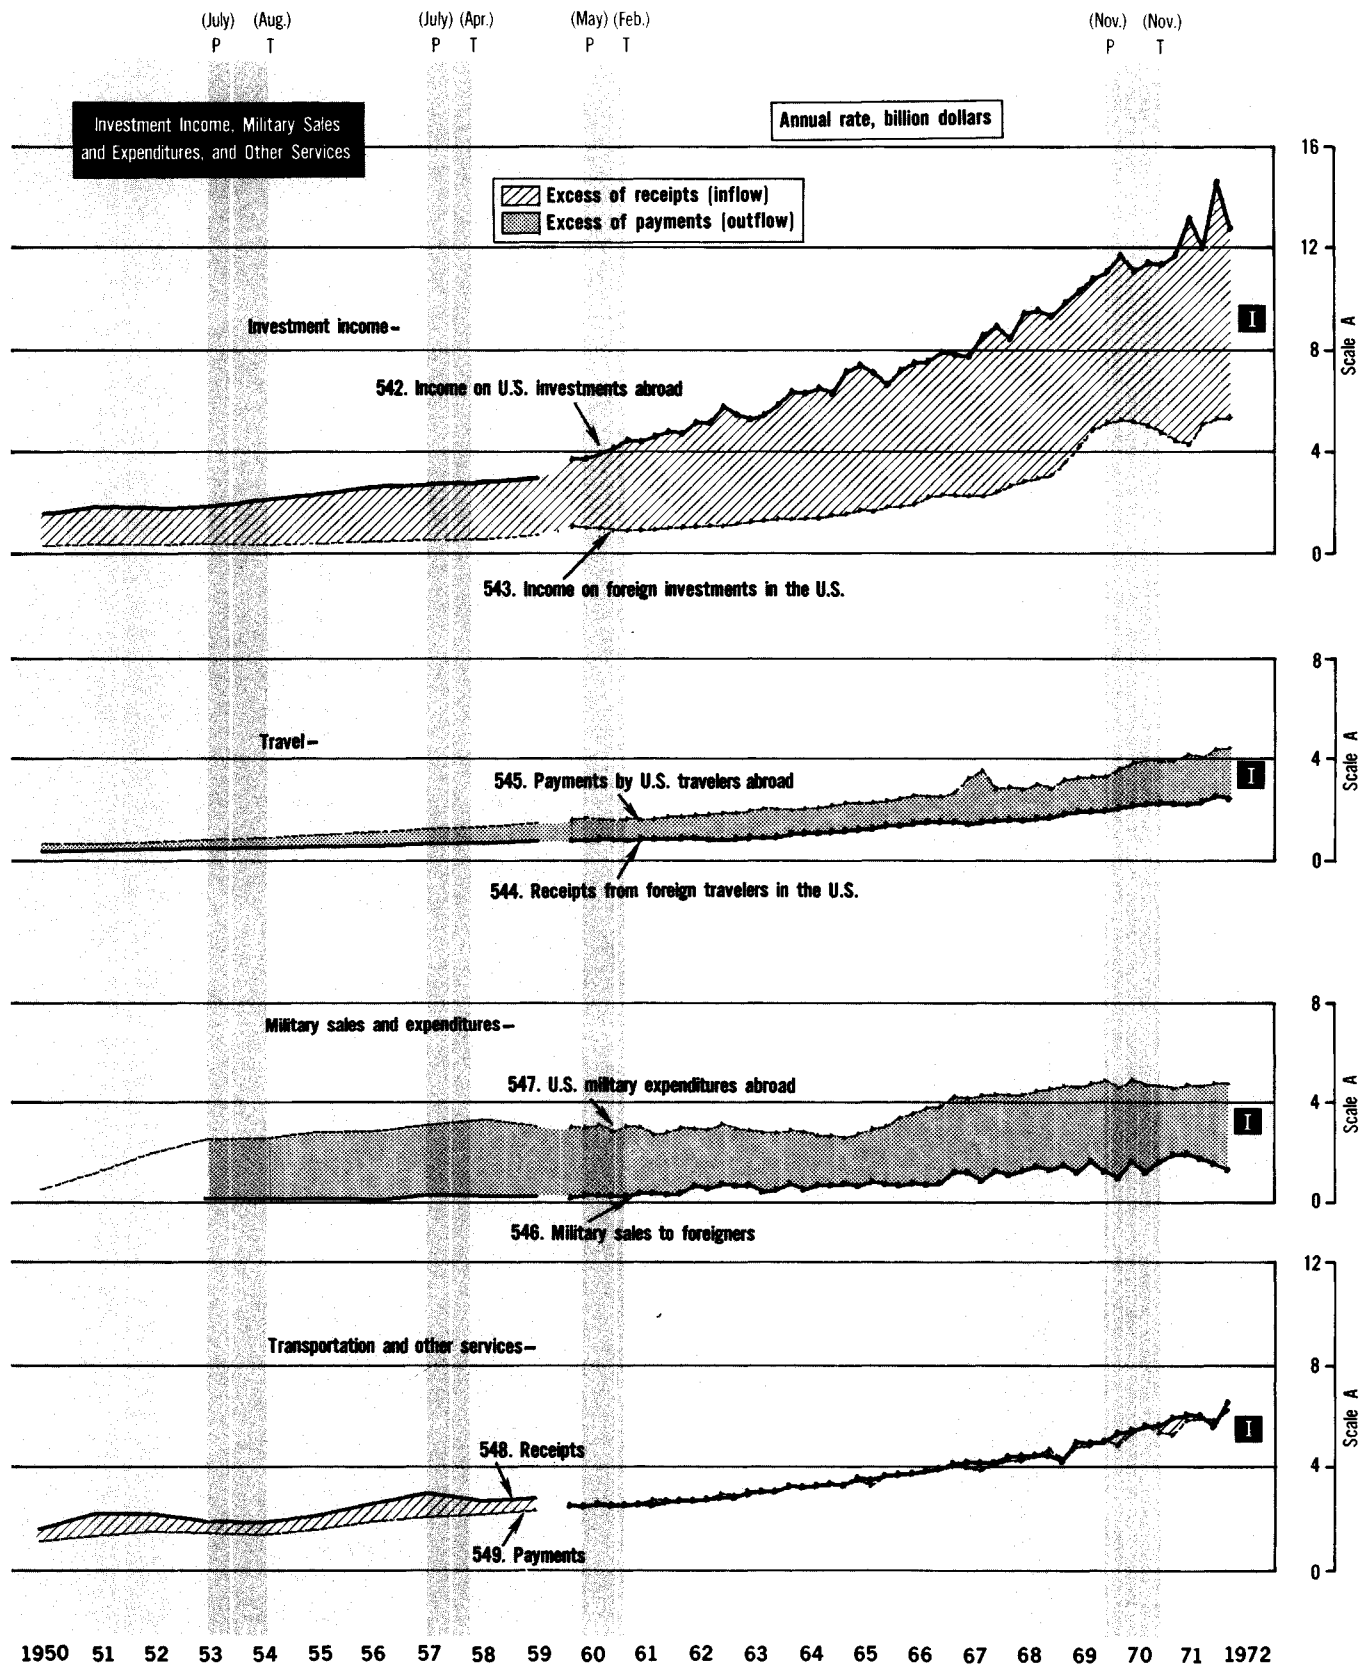 (July) (Aug.) (July) (Apr.) (May) (Feb.) (Nov.) (Nov.)
P T P T P T P T
Investment Income, Military Sales
and Expenditures, and Other Services
Annual rate, billion dollars
Excess of receipts (inflow)
Excess of payments (outflow)
16
12
8
4
0
Scale A
I
Investment income–
542. Income on U.S. investments abroad
543. Income on foreign investments in the U.S.
8
4
0
Scale A
I
Travel–
545. Payments by U.S. travelers abroad
544. Receipts from foreign travelers in the U.S.
8
4
0
Scale A
I
Military sales and expenditures–
547. U.S. military expenditures abroad
546. Military sales to foreigners
12
8
4
0
Scale A
I
Transportation and other services–
548. Receipts
549. Payments
1950 51 52 53 54 55 56 57 58 59 60 61 62 63 64 65 66 67 68 69 70 71 1972